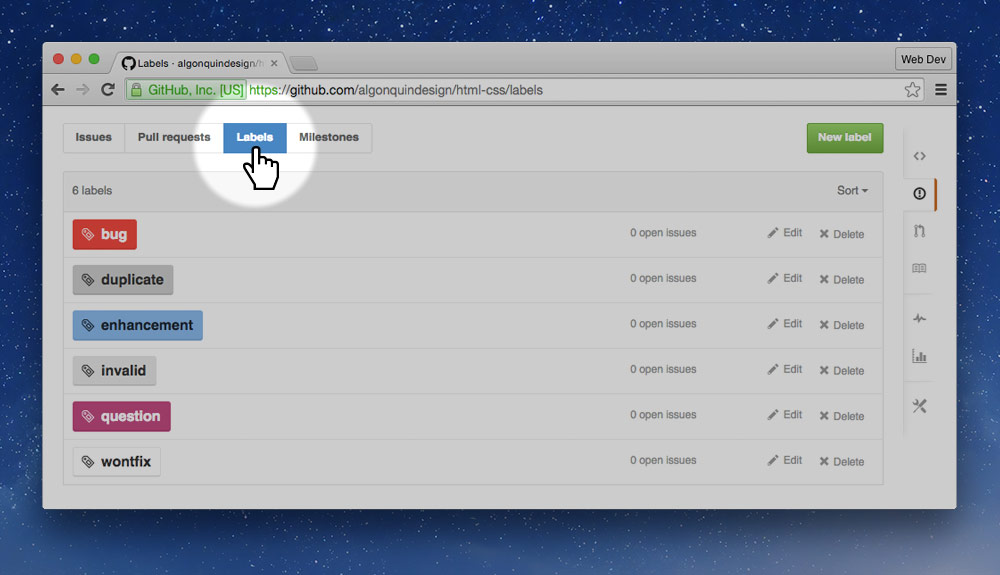 Labels · algonquindesign/h
Web Dev
GitHub, Inc. [US] https://github.com/algonquindesign/html-css/labels
Issues Pull requests Labels Milestones New label
6 labels Sort
bug 0 open issues Edit Delete
duplicate 0 open issues Edit Delete
enhancement 0 open issues Edit Delete
invalid 0 open issues Edit Delete
question 0 open issues Edit Delete
wontfix 0 open issues Edit Delete